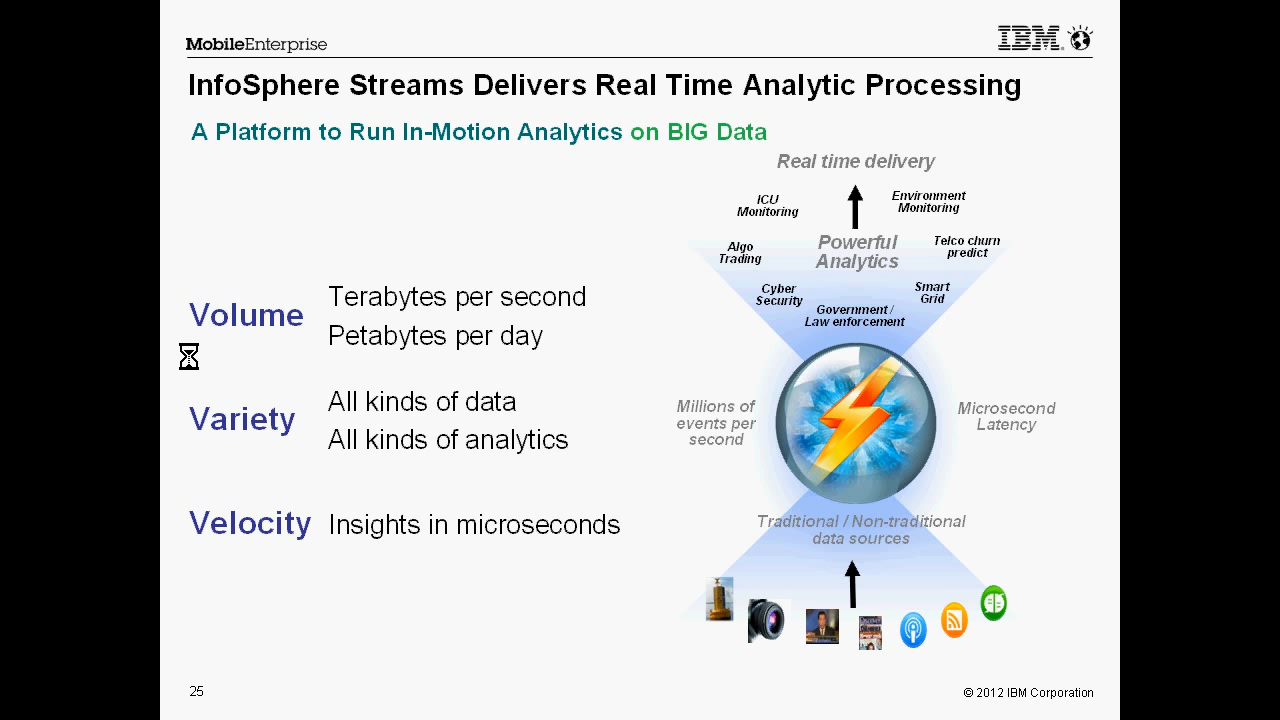 MobileEnterprise
IBM
InfoSphere Streams Delivers Real Time Analytic Processing
A Platform to Run In-Motion Analytics on BIG Data
Volume
Terabytes per second
Petabytes per day
Variety
All kinds of data
All kinds of analytics
Velocity
Insights in microseconds
Real time delivery
ICU
Monitoring
Environment
Monitoring
Algo
Trading
Powerful
Analytics
Telco churn
predict
Cyber
Security
Government /
Law enforcement
Smart
Grid
Millions of
events per
second
Microsecond
Latency
Traditional / Non-traditional
data sources
25
© 2012 IBM Corporation